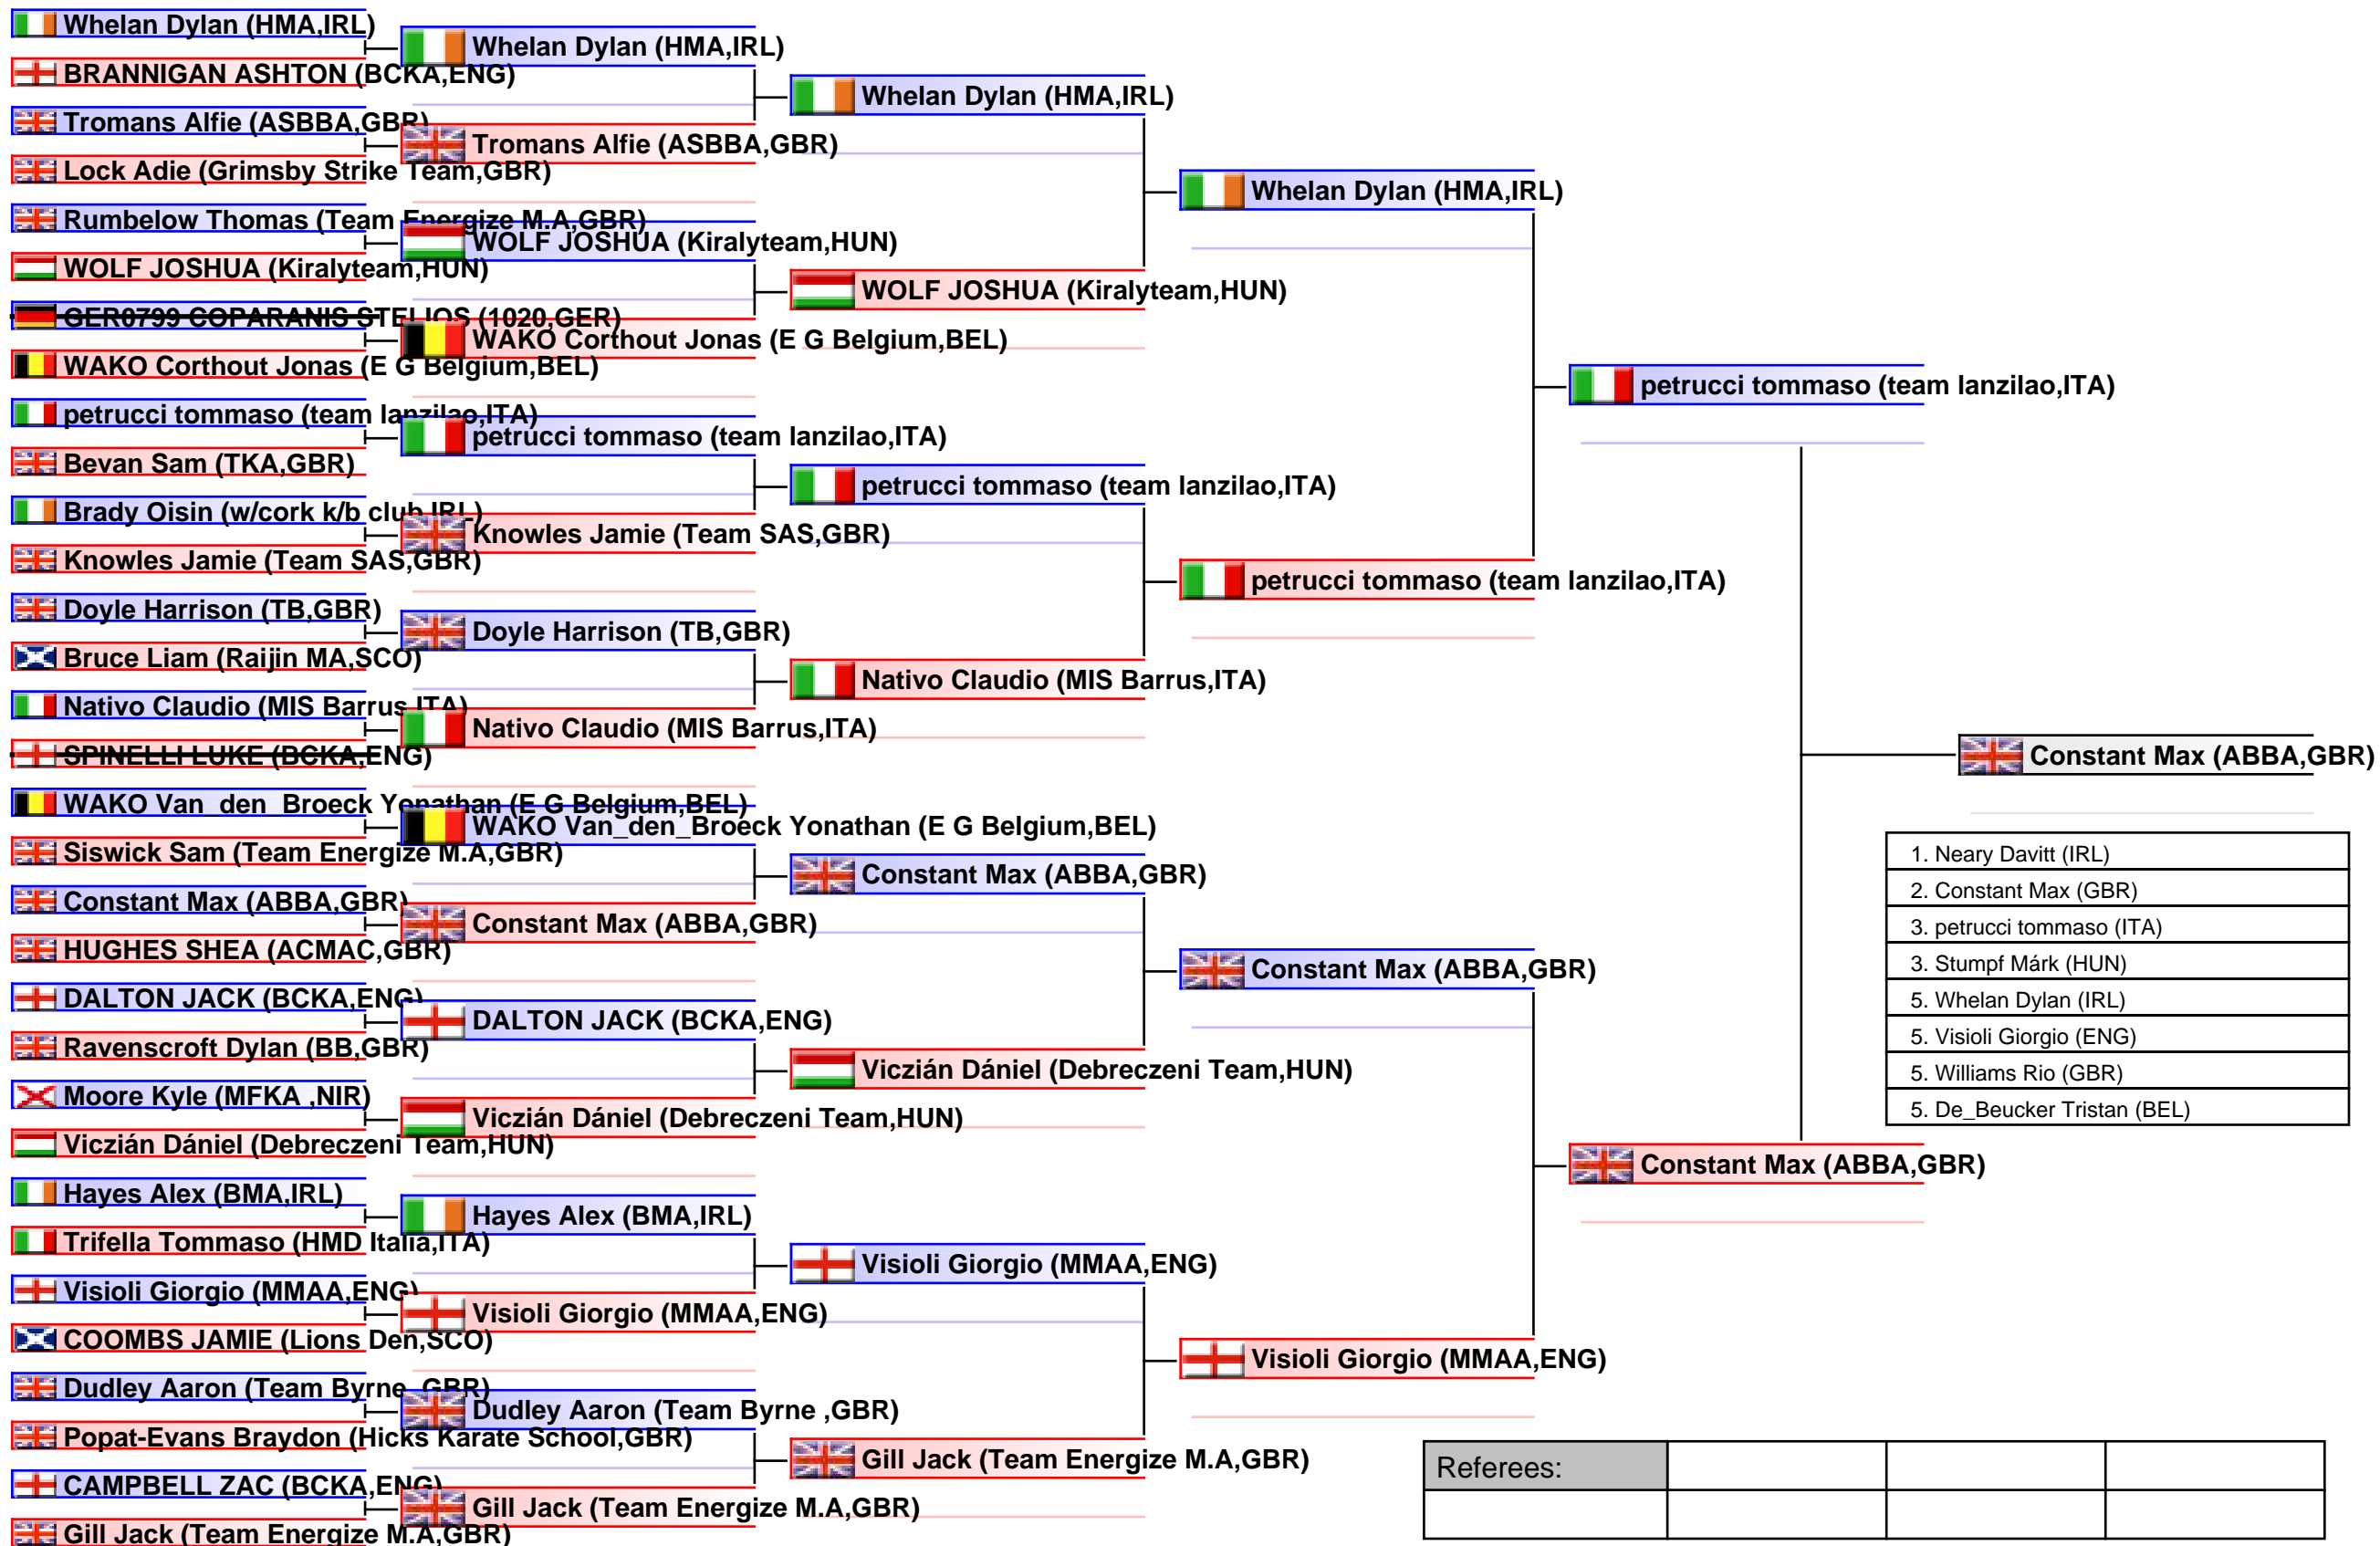 Whelan Dylan (HMA,IRL)
BRANNIGAN ASHTON (BCKA,ENG)
Tromans Alfie (ASBBA,GBR)
Lock Adie (Grimsby Strike Team,GBR)
Rumbelow Thomas (Team Energize M.A,GBR)
WOLF JOSHUA (Kiralyteam,HUN)
GER0799 COPARANIS STELIOS (1020,GER)
WAKO Corthout Jonas (E G Belgium,BEL)
petrucci tommaso (team lanzilao,ITA)
Bevan Sam (TKA,GBR)
Brady Oisin (w/cork k/b club,IRL)
Knowles Jamie (Team SAS,GBR)
Doyle Harrison (TB,GBR)
Bruce Liam (Raijin MA,SCO)
Nativo Claudio (MIS Barrus,ITA)
SPINELLI LUKE (BCKA,ENG)
WAKO Van_den_Broeck Yonathan (E G Belgium,BEL)
Siswick Sam (Team Energize M.A,GBR)
Constant Max (ABBA,GBR)
HUGHES SHEA (ACMAC,GBR)
DALTON JACK (BCKA,ENG)
Ravenscroft Dylan (BB,GBR)
Moore Kyle (MFKA ,NIR)
Viczián Dániel (Debreczeni Team,HUN)
Hayes Alex (BMA,IRL)
Trifella Tommaso (HMD Italia,ITA)
Visioli Giorgio (MMAA,ENG)
COOMBS JAMIE (Lions Den,SCO)
Dudley Aaron (Team Byrne ,GBR)
Popat-Evans Braydon (Hicks Karate School,GBR)
CAMPBELL ZAC (BCKA,ENG)
Gill Jack (Team Energize M.A,GBR)
Whelan Dylan (HMA,IRL)
Tromans Alfie (ASBBA,GBR)
WOLF JOSHUA (Kiralyteam,HUN)
WAKO Corthout Jonas (E G Belgium,BEL)
petrucci tommaso (team lanzilao,ITA)
Knowles Jamie (Team SAS,GBR)
Doyle Harrison (TB,GBR)
Nativo Claudio (MIS Barrus,ITA)
WAKO Van_den_Broeck Yonathan (E G Belgium,BEL)
Constant Max (ABBA,GBR)
DALTON JACK (BCKA,ENG)
Viczián Dániel (Debreczeni Team,HUN)
Hayes Alex (BMA,IRL)
Visioli Giorgio (MMAA,ENG)
Dudley Aaron (Team Byrne ,GBR)
Gill Jack (Team Energize M.A,GBR)
Whelan Dylan (HMA,IRL)
WOLF JOSHUA (Kiralyteam,HUN)
petrucci tommaso (team lanzilao,ITA)
Nativo Claudio (MIS Barrus,ITA)
Constant Max (ABBA,GBR)
Viczián Dániel (Debreczeni Team,HUN)
Visioli Giorgio (MMAA,ENG)
Gill Jack (Team Energize M.A,GBR)
Whelan Dylan (HMA,IRL)
petrucci tommaso (team lanzilao,ITA)
Constant Max (ABBA,GBR)
Visioli Giorgio (MMAA,ENG)
petrucci tommaso (team lanzilao,ITA)
Constant Max (ABBA,GBR)
Constant Max (ABBA,GBR)
1. Neary Davitt (IRL)
2. Constant Max (GBR)
3. petrucci tommaso (ITA)
3. Stumpf Márk (HUN)
5. Whelan Dylan (IRL)
5. Visioli Giorgio (ENG)
5. Williams Rio (GBR)
5. De_Beucker Tristan (BEL)
Referees: